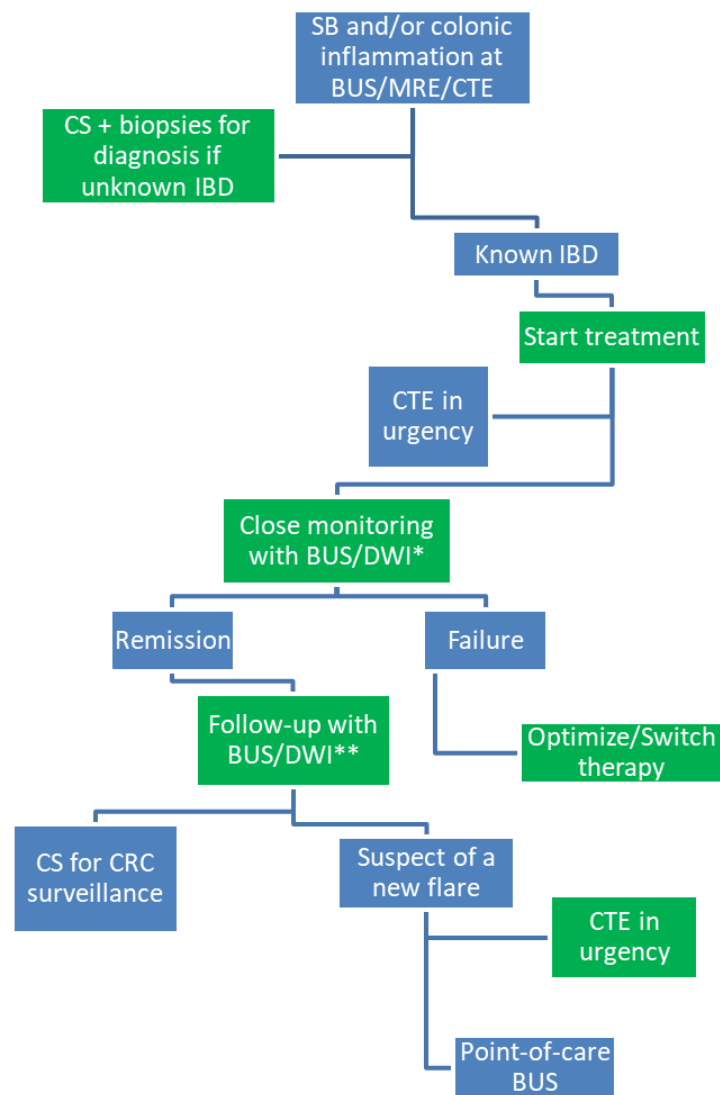 SB and/or colonic
inflammation at
BUS/MRE/CTE
CS + biopsies for
diagnosis if
unknown IBD
Known IBD
Start treatment
CTE in
urgency
Close monitoring
with BUS/DWI*
Remission
Failure
Follow-up with
BUS/DWI**
Optimize/Switch
therapy
CS for CRC
surveillance
Suspect of a
new flare
CTE in
urgency
Point-of-care
BUS